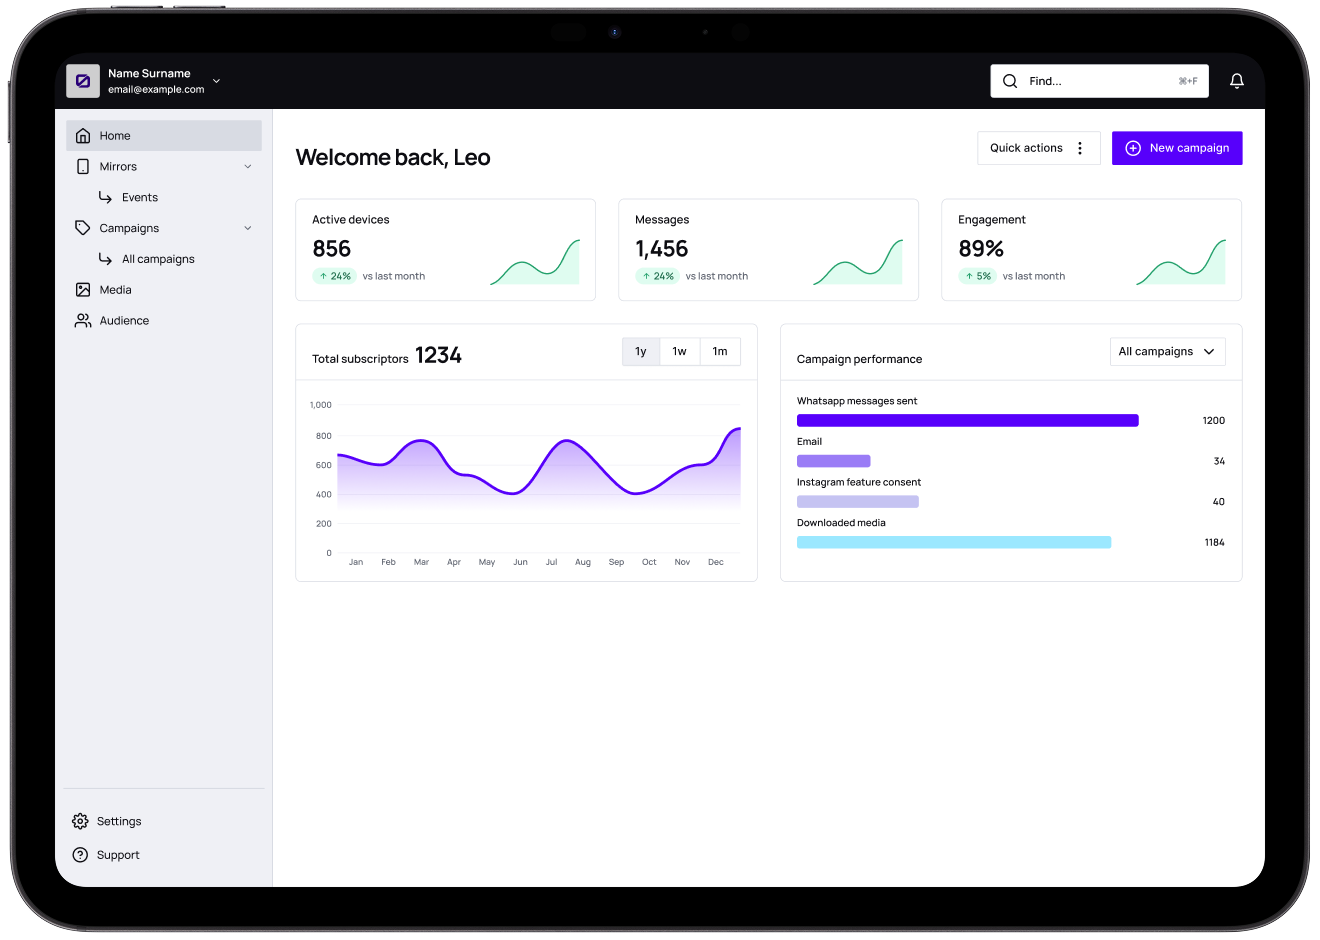 Name Surname
email@example.com
Find...
⌘+F
Home
Mirrors
Events
Campaigns
All campaigns
Media
Audience
Settings
Support
Welcome back, Leo
Quick actions
New campaign
Active devices
856
↑ 24% vs last month
Messages
1,456
↑ 24% vs last month
Engagement
89%
↑ 5% vs last month
Total subscriptors 1234
1y 1w 1m
1,000
800
600
400
200
0
Jan Feb Mar Apr May Jun Jul Aug Sep Oct Nov Dec
Campaign performance
All campaigns
Whatsapp messages sent
1200
Email
34
Instagram feature consent
40
Downloaded media
1184